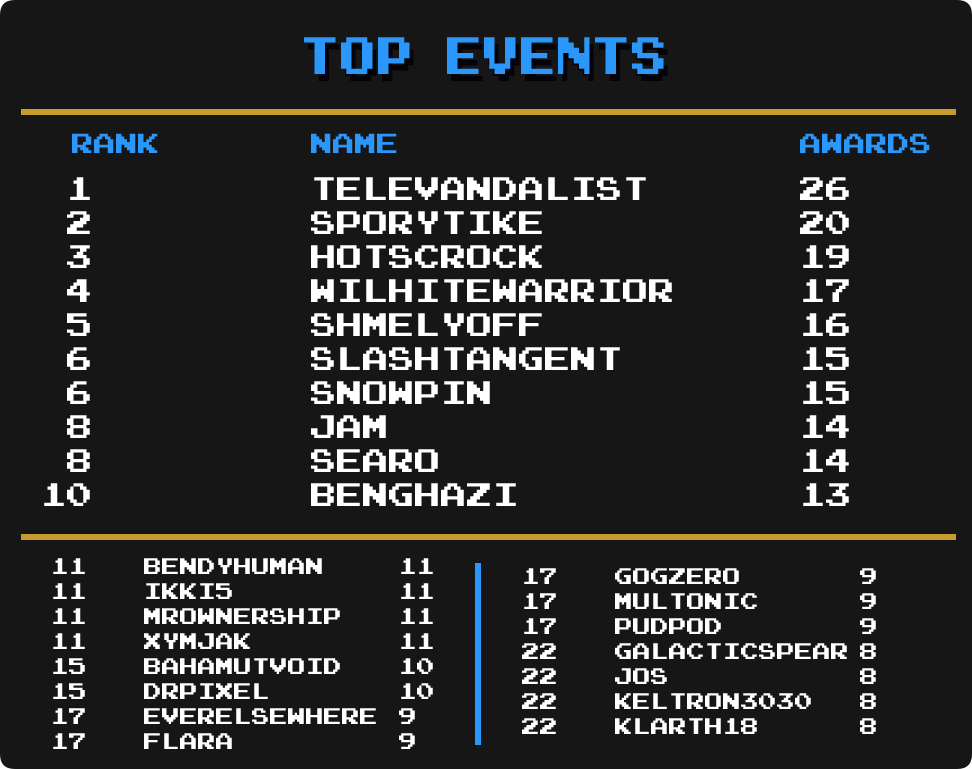 TOP EVENTS
RANK NAME AWARDS
1 TELEVANDALIST 26
2 SPORYTIKE 20
3 HOTSCROCK 19
4 WILHITEWARRIOR 17
5 SHMELYOFF 16
6 SLASHTANGENT 15
6 SNOWPIN 15
8 JAM 14
8 SEARO 14
10 BENGHAZI 13
11 BENDYHUMAN 11
11 IKKI5 11
11 MROWNERSHIP 11
11 XYMJAK 11
15 BAHAMUTVOID 10
15 DRPIXEL 10
17 EVERELSEWHERE 9
17 FLARA 9
17 GOGZERO 9
17 MULTONIC 9
17 PUDPOD 9
22 GALACTICSPEAR 8
22 JOS 8
22 KELTRON3030 8
22 KLARTH18 8